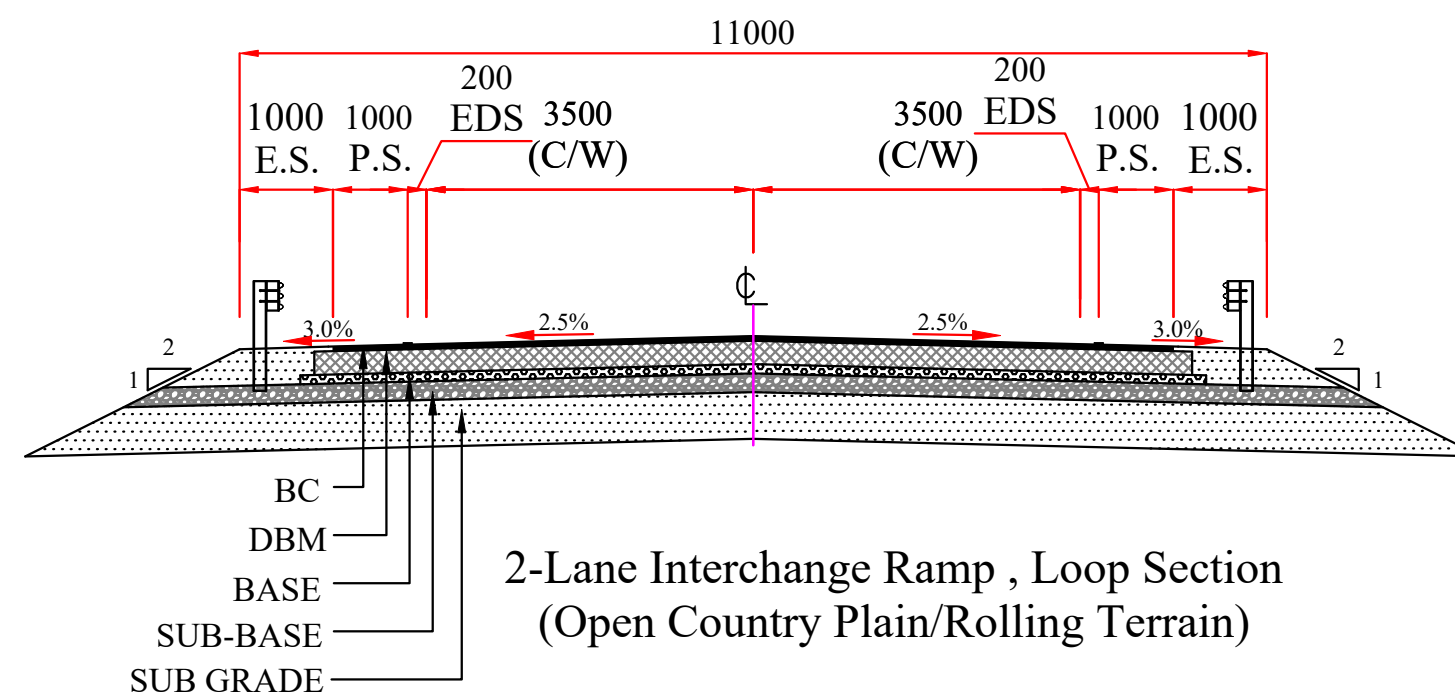 11000
200
EDS
200
EDS
1000
E.S.
1000
P.S.
3500
(C/W)
3500
(C/W)
1000
P.S.
1000
E.S.
℄
3.0%
2.5%
2.5%
3.0%
2
1
2
1
BC
DBM
BASE
SUB-BASE
SUB GRADE
2-Lane Interchange Ramp , Loop Section
(Open Country Plain/Rolling Terrain)